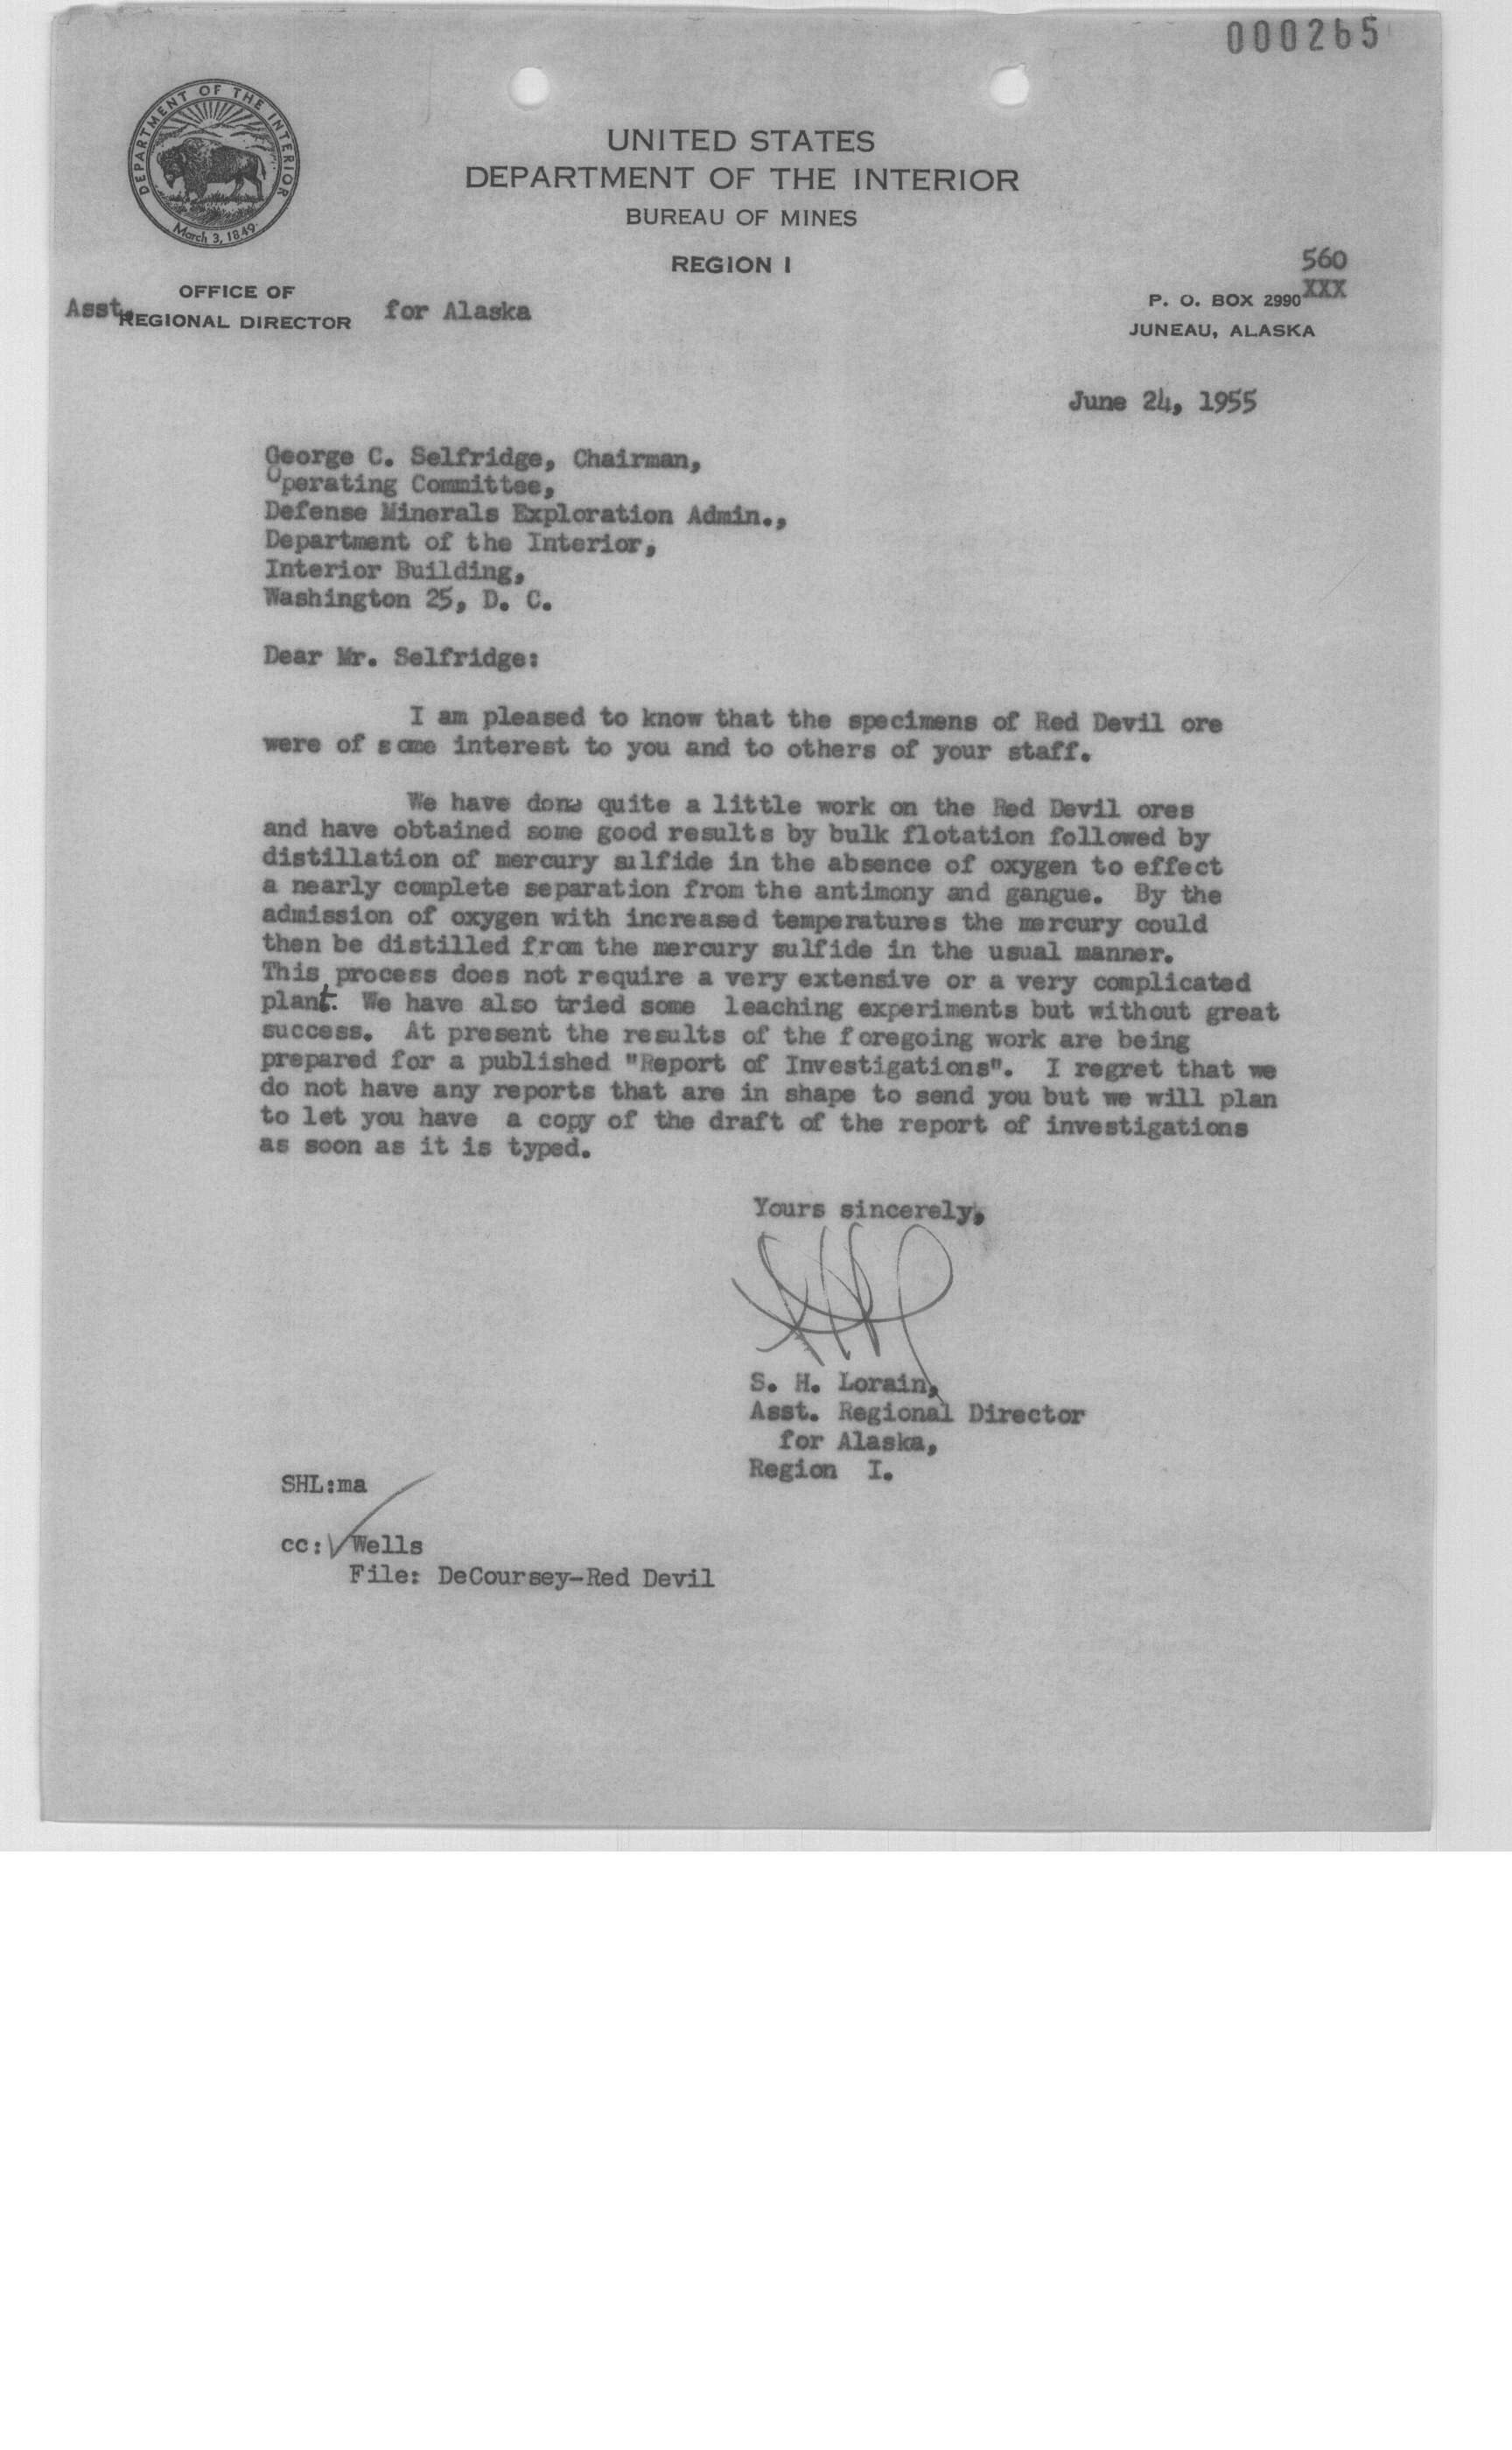 000265
DEPARTMENT OF THE INTERIOR
March 3, 1849
UNITED STATES
DEPARTMENT OF THE INTERIOR
BUREAU OF MINES
REGION I
OFFICE OF
Asst. REGIONAL DIRECTOR for Alaska
560
P. O. BOX 2990 XXX
JUNEAU, ALASKA
June 24, 1955
George C. Selfridge, Chairman,
Operating Committee,
Defense Minerals Exploration Admin.,
Department of the Interior,
Interior Building,
Washington 25, D. C.
Dear Mr. Selfridge:
I am pleased to know that the specimens of Red Devil ore
were of some interest to you and to others of your staff.
We have done quite a little work on the Red Devil ores
and have obtained some good results by bulk flotation followed by
distillation of mercury sulfide in the absence of oxygen to effect
a nearly complete separation from the antimony and gangue. By the
admission of oxygen with increased temperatures the mercury could
then be distilled from the mercury sulfide in the usual manner.
This process does not require a very extensive or a very complicated
plant. We have also tried some leaching experiments but without great
success. At present the results of the foregoing work are being
prepared for a published "Report of Investigations". I regret that we
do not have any reports that are in shape to send you but we will plan
to let you have a copy of the draft of the report of investigations
as soon as it is typed.
Yours sincerely,
SHL
S. H. Lorain,
Asst. Regional Director
for Alaska,
Region I.
SHL:ma
cc: Wells
File: DeCoursey-Red Devil